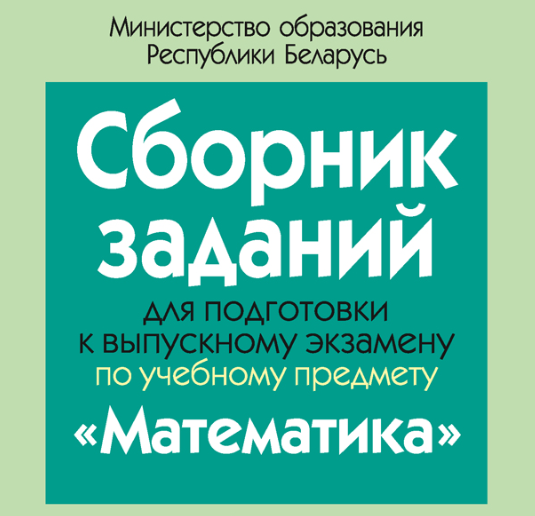 Министерство образования
Республики Беларусь
Сборник
заданий
для подготовки
к выпускному экзамену
по учебному предмету
«Математика»